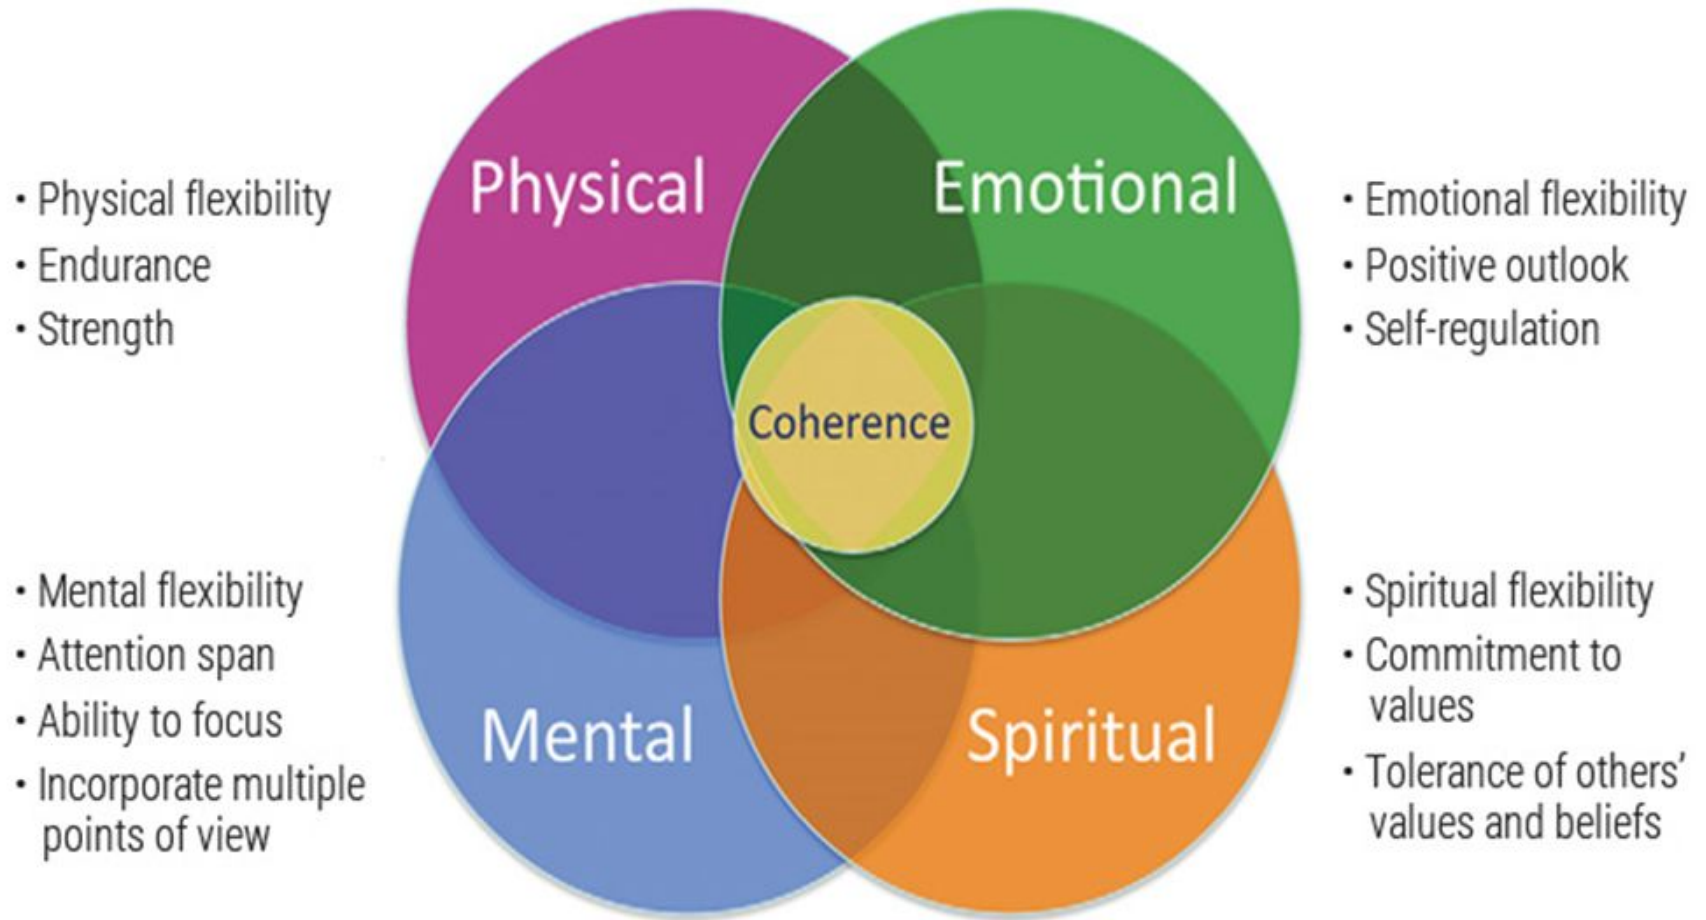 Physical
Emotional
• Physical flexibility
• Endurance
• Strength
• Emotional flexibility
• Positive outlook
• Self-regulation
Coherence
• Mental flexibility
• Attention span
• Ability to focus
• Incorporate multiple
points of view
Mental
Spiritual
• Spiritual flexibility
• Commitment to
values
• Tolerance of others’
values and beliefs